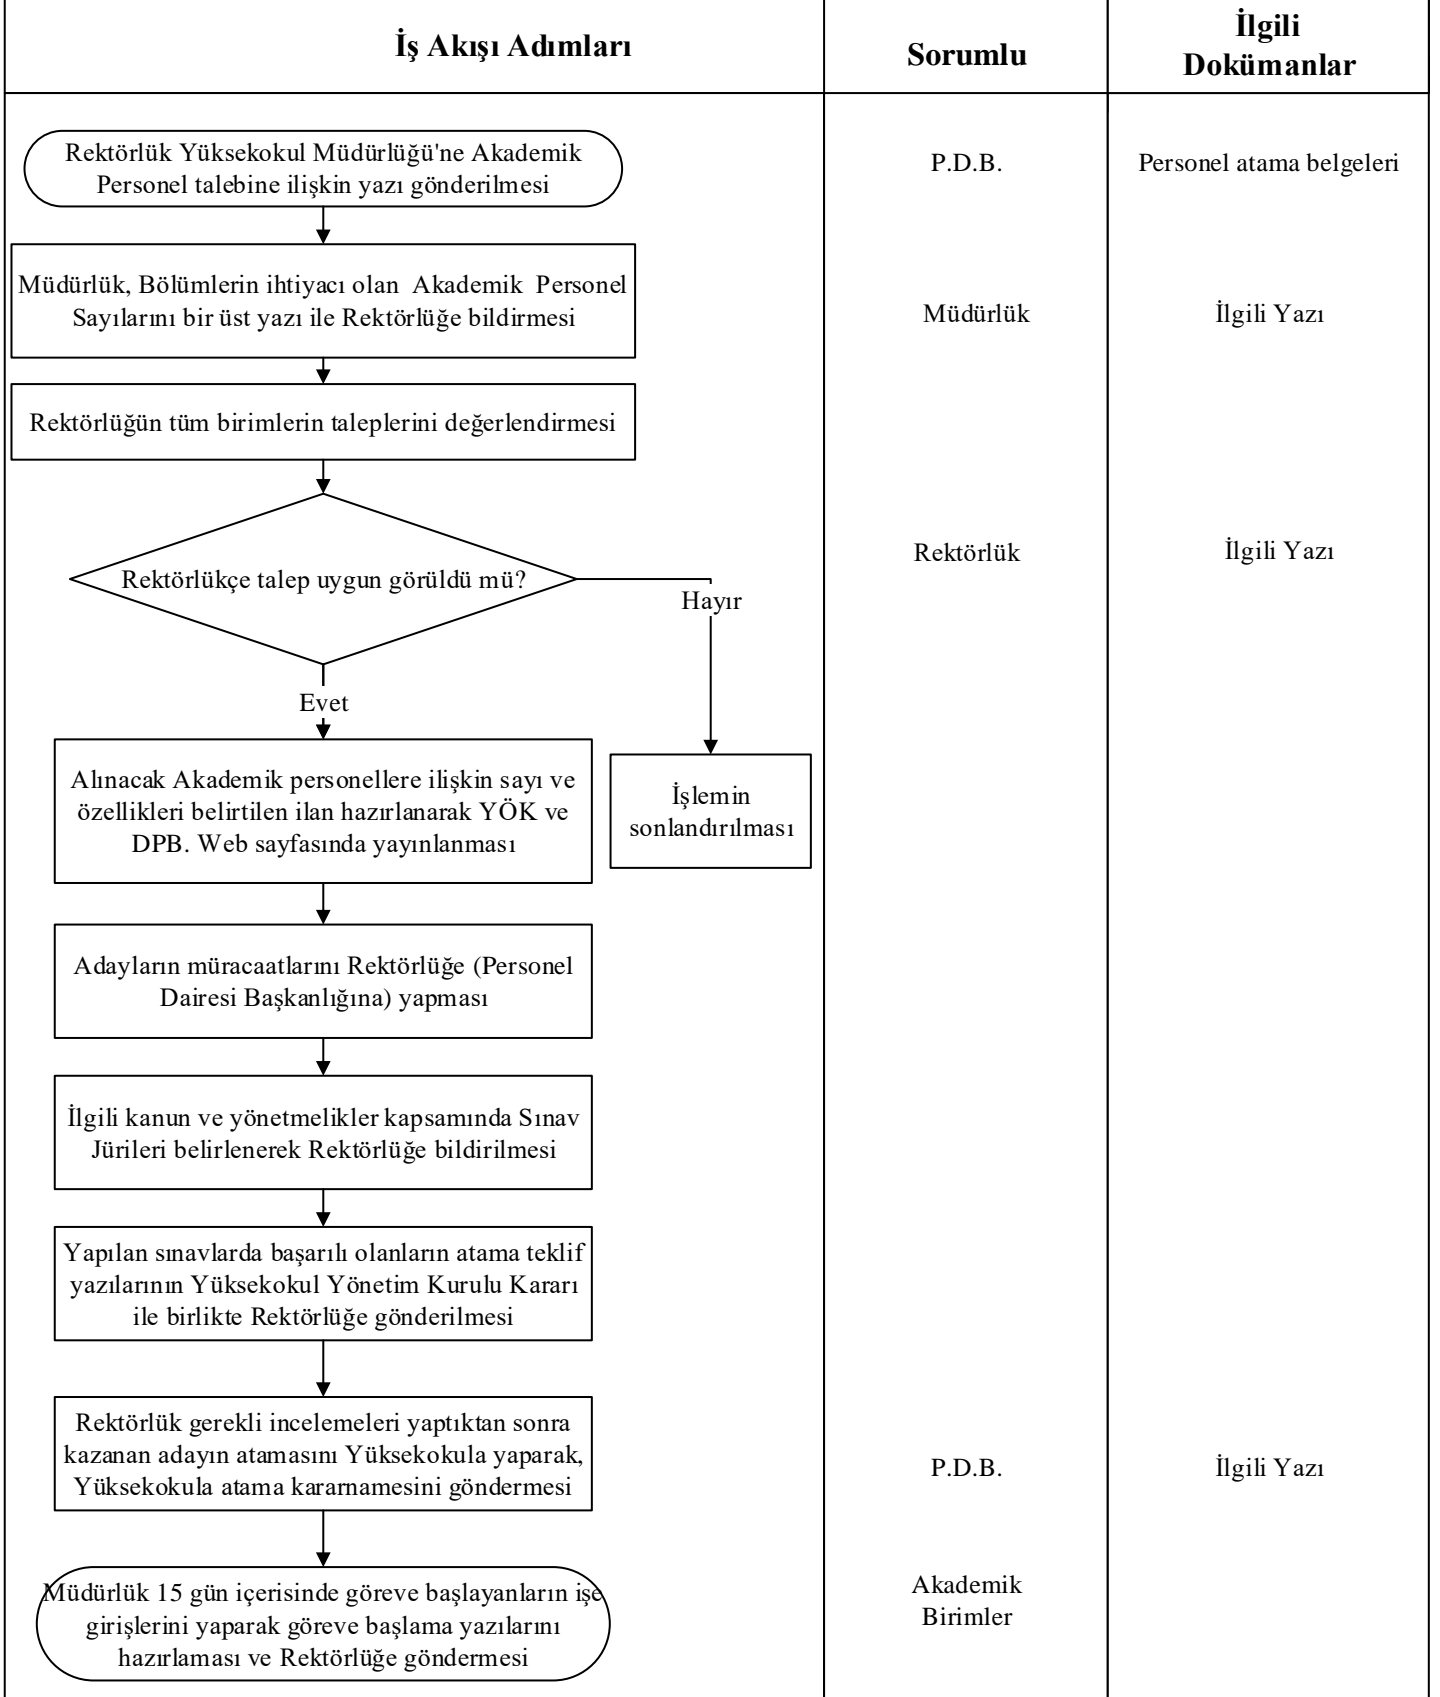 İş Akışı Adımları
Sorumlu
İlgili
Dokümanlar
Rektörlük Yüksekokul Müdürlüğü'ne Akademik
Personel talebine ilişkin yazı gönderilmesi
P.D.B.
Personel atama belgeleri
Müdürlük, Bölümlerin ihtiyacı olan Akademik Personel
Sayılarını bir üst yazı ile Rektörlüğe bildirmesi
Müdürlük
İlgili Yazı
Rektörlüğün tüm birimlerin taleplerini değerlendirmesi
Rektörlükçe talep uygun görüldü mü?
Rektörlük
İlgili Yazı
Hayır
Evet
Alınacak Akademik personellere ilişkin sayı ve
özellikleri belirtilen ilan hazırlanarak YÖK ve
DPB. Web sayfasında yayınlanması
İşlemin
sonlandırılması
Adayların müracaatlarını Rektörlüğe (Personel
Dairesi Başkanlığına) yapması
İlgili kanun ve yönetmelikler kapsamında Sınav
Jürileri belirlenerek Rektörlüğe bildirilmesi
Yapılan sınavlarda başarılı olanların atama teklif
yazılarının Yüksekokul Yönetim Kurulu Kararı
ile birlikte Rektörlüğe gönderilmesi
Rektörlük gerekli incelemeleri yaptıktan sonra
kazanan adayın atamasını Yüksekokula yaparak,
Yüksekokula atama kararnamesini göndermesi
P.D.B.
İlgili Yazı
Müdürlük 15 gün içerisinde göreve başlayanların işe
girişlerini yaparak göreve başlama yazılarını
hazırlaması ve Rektörlüğe göndermesi
Akademik
Birimler